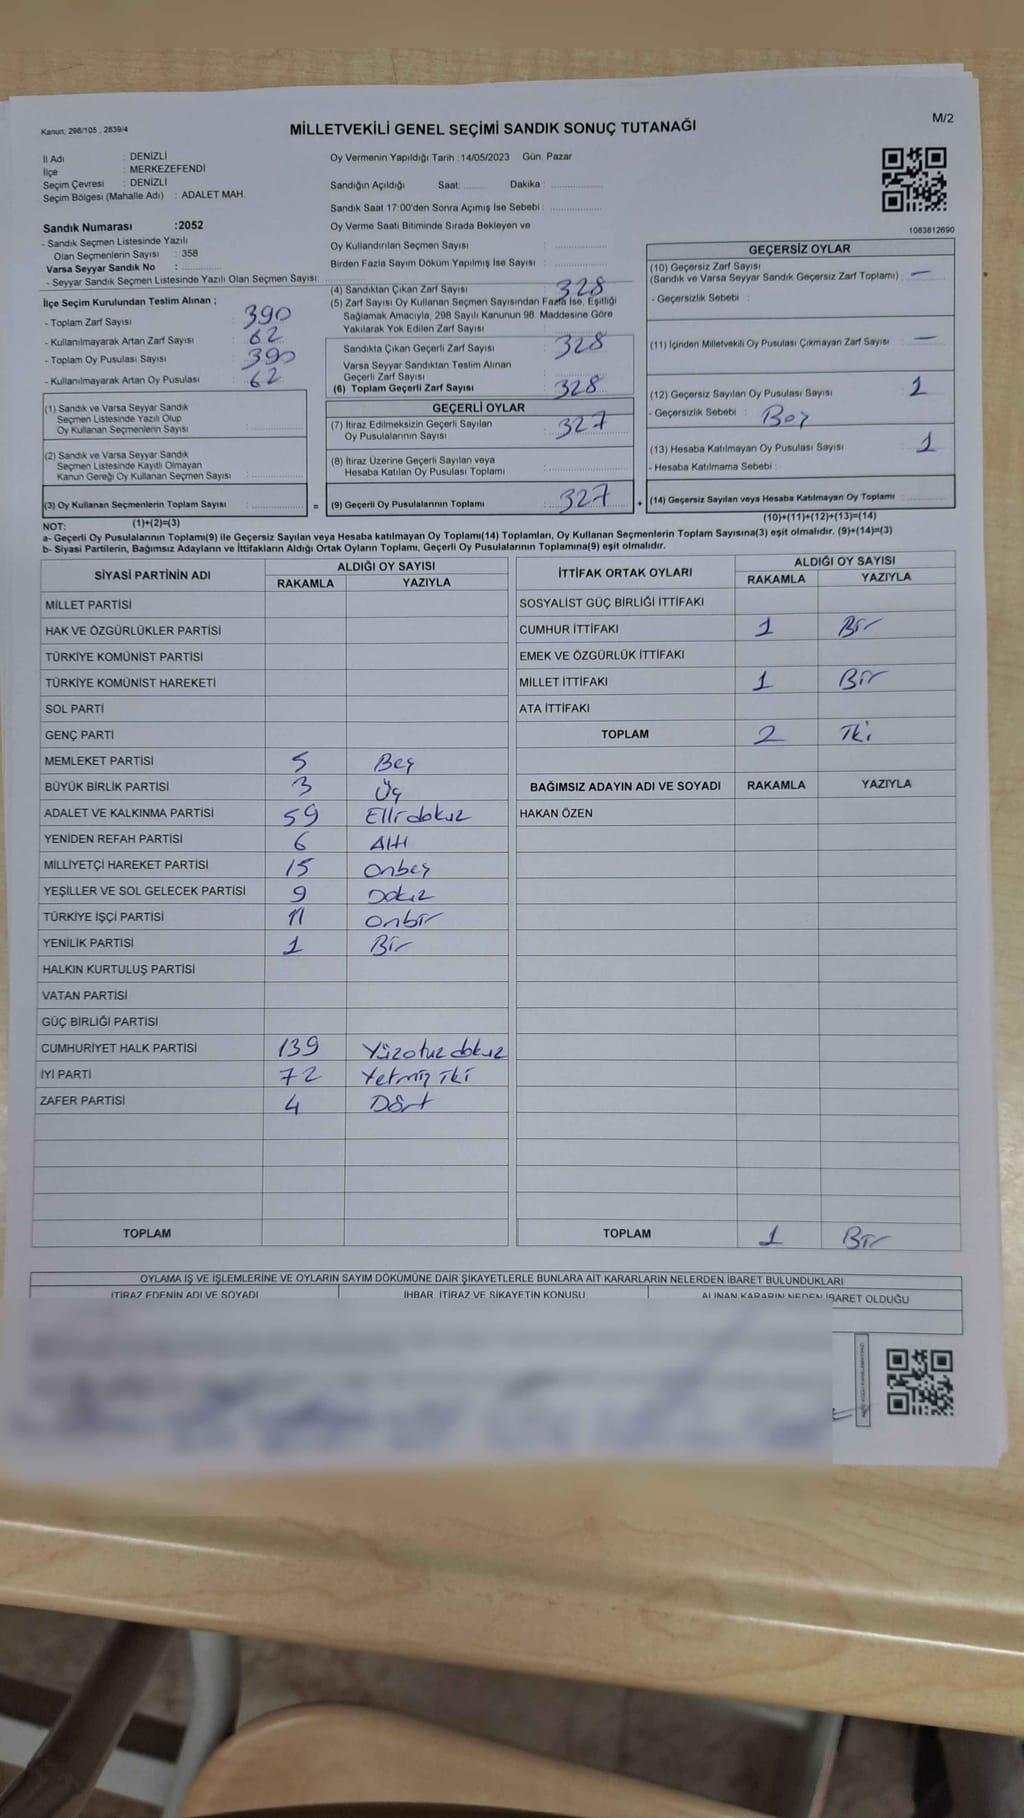 Kanun; 298/105 , 2839/4
MİLLETVEKİLİ GENEL SEÇİMİ SANDIK SONUÇ TUTANAĞI
M/2
İl Adı : DENİZLİ
İlçe : MERKEZEFENDİ
Seçim Çevresi : DENİZLİ
Seçim Bölgesi (Mahalle Adı) : ADALET MAH.
Sandık Numarası :2052
- Sandık Seçmen Listesinde Yazılı
Olan Seçmenlerin Sayısı : 358
Varsa Seyyar Sandık No :
- Seyyar Sandık Seçmen Listesinde Yazılı Olan Seçmen Sayısı:
İlçe Seçim Kurulundan Teslim Alınan ;
- Toplam Zarf Sayısı : 390
- Kullanılmayarak Artan Zarf Sayısı : 62
- Toplam Oy Pusulası Sayısı : 390
- Kullanılmayarak Artan Oy Pusulası : 62
(1) Sandık ve Varsa Seyyar Sandık
Seçmen Listesinde Yazılı Olup
Oy Kullanan Seçmenlerin Sayısı :
(2) Sandık ve Varsa Seyyar Sandık
Seçmen Listesinde Kayıtlı Olmayan
Kanun Gereği Oy Kullanan Seçmen Sayısı :
(3) Oy Kullanan Seçmenlerin Toplam Sayısı : =
(1)+(2)=(3)
Oy Vermenin Yapıldığı Tarih :14/05/2023 Gün: Pazar
Sandığın Açıldığı Saat: ........ Dakika : ....................
Sandık Saat 17:00'den Sonra Açımış İse Sebebi : ....................
Oy Verme Saati Bitiminde Sırada Bekleyen ve
Oy Kullandırılan Seçmen Sayısı : ....................
Birden Fazla Sayım Döküm Yapılmış İse Sayısı : ....................
(4) Sandıktan Çıkan Zarf Sayısı : 328
(5) Zarf Sayısı Oy Kullanan Seçmen Sayısından Fazla İse, Eşitliği
Sağlamak Amacıyla, 298 Sayılı Kanunun 98. Maddesine Göre
Yakılarak Yok Edilen Zarf Sayısı :
Sandıkta Çıkan Geçerli Zarf Sayısı : 328
Varsa Seyyar Sandıktan Teslim Alınan
Geçerli Zarf Sayısı :
(6) Toplam Geçerli Zarf Sayısı : 328
GEÇERLİ OYLAR
(7) İtiraz Edilmeksizin Geçerli Sayılan
Oy Pusulalarının Sayısı : 327
(8) İtiraz Üzerine Geçerli Sayılan veya
Hesaba Katılan Oy Pusulası Toplamı :
(9) Geçerli Oy Pusulalarının Toplamı : 327 +
1083812690
GEÇERSİZ OYLAR
(10) Geçersiz Zarf Sayısı
(Sandık ve Varsa Seyyar Sandık Geçersiz Zarf Toplamı) : —
- Geçersizlik Sebebi :
(11) İçinden Milletvekili Oy Pusulası Çıkmayan Zarf Sayısı : —
(12) Geçersiz Sayılan Oy Pusulası Sayısı : 1
- Geçersizlik Sebebi : Boş
(13) Hesaba Katılmayan Oy Pusulası Sayısı : 1
- Hesaba Katılmama Sebebi :
(14) Geçersiz Sayılan veya Hesaba Katılmayan Oy Toplamı :
(10)+(11)+(12)+(13)=(14)
NOT:
a- Geçerli Oy Pusulalarının Toplamı(9) ile Geçersiz Sayılan veya Hesaba katılmayan Oy Toplamı(14) Toplamları, Oy Kullanan Seçmenlerin Toplam Sayısına(3) eşit olmalıdır. (9)+(14)=(3)
b- Siyasi Partilerin, Bağımsız Adayların ve İttifakların Aldığı Ortak Oyların Toplamı, Geçerli Oy Pusulalarının Toplamına(9) eşit olmalıdır.
SİYASİ PARTİNİN ADI ALDIĞI OY SAYISI
RAKAMLA YAZIYLA
MİLLET PARTİSİ
HAK VE ÖZGÜRLÜKLER PARTİSİ
TÜRKİYE KOMÜNİST PARTİSİ
TÜRKİYE KOMÜNİST HAREKETİ
SOL PARTİ
GENÇ PARTİ
MEMLEKET PARTİSİ 5 Beş
BÜYÜK BİRLİK PARTİSİ 3 Üç
ADALET VE KALKINMA PARTİSİ 59 Ellidokuz
YENİDEN REFAH PARTİSİ 6 Altı
MİLLİYETÇİ HAREKET PARTİSİ 15 Onbeş
YEŞİLLER VE SOL GELECEK PARTİSİ 9 Dokuz
TÜRKİYE İŞÇİ PARTİSİ 11 Onbir
YENİLİK PARTİSİ 1 Bir
HALKIN KURTULUŞ PARTİSİ
VATAN PARTİSİ
GÜÇ BİRLİĞİ PARTİSİ
CUMHURİYET HALK PARTİSİ 139 Yüzotuz dokuz
İYİ PARTİ 72 Yetmiş iki
ZAFER PARTİSİ 4 Dört
TOPLAM
İTTİFAK ORTAK OYLARI ALDIĞI OY SAYISI
RAKAMLA YAZIYLA
SOSYALİST GÜÇ BİRLİĞİ İTTİFAKI
CUMHUR İTTİFAKI 1 Bir
EMEK VE ÖZGÜRLÜK İTTİFAKI
MİLLET İTTİFAKI 1 Bir
ATA İTTİFAKI
TOPLAM 2 İki
BAĞIMSIZ ADAYIN ADI VE SOYADI RAKAMLA YAZIYLA
HAKAN ÖZEN
TOPLAM 1 Bir
OYLAMA İŞ VE İŞLEMLERİNE VE OYLARIN SAYIM DÖKÜMÜNE DAİR ŞİKAYETLERLE BUNLARA AİT KARARLARIN NELERDEN İBARET BULUNDUKLARI
İTİRAZ EDENİN ADI VE SOYADI İHBAR, İTİRAZ VE ŞİKAYETİN KONUSU ALINAN KARARIN NEDEN İBARET OLDUĞU